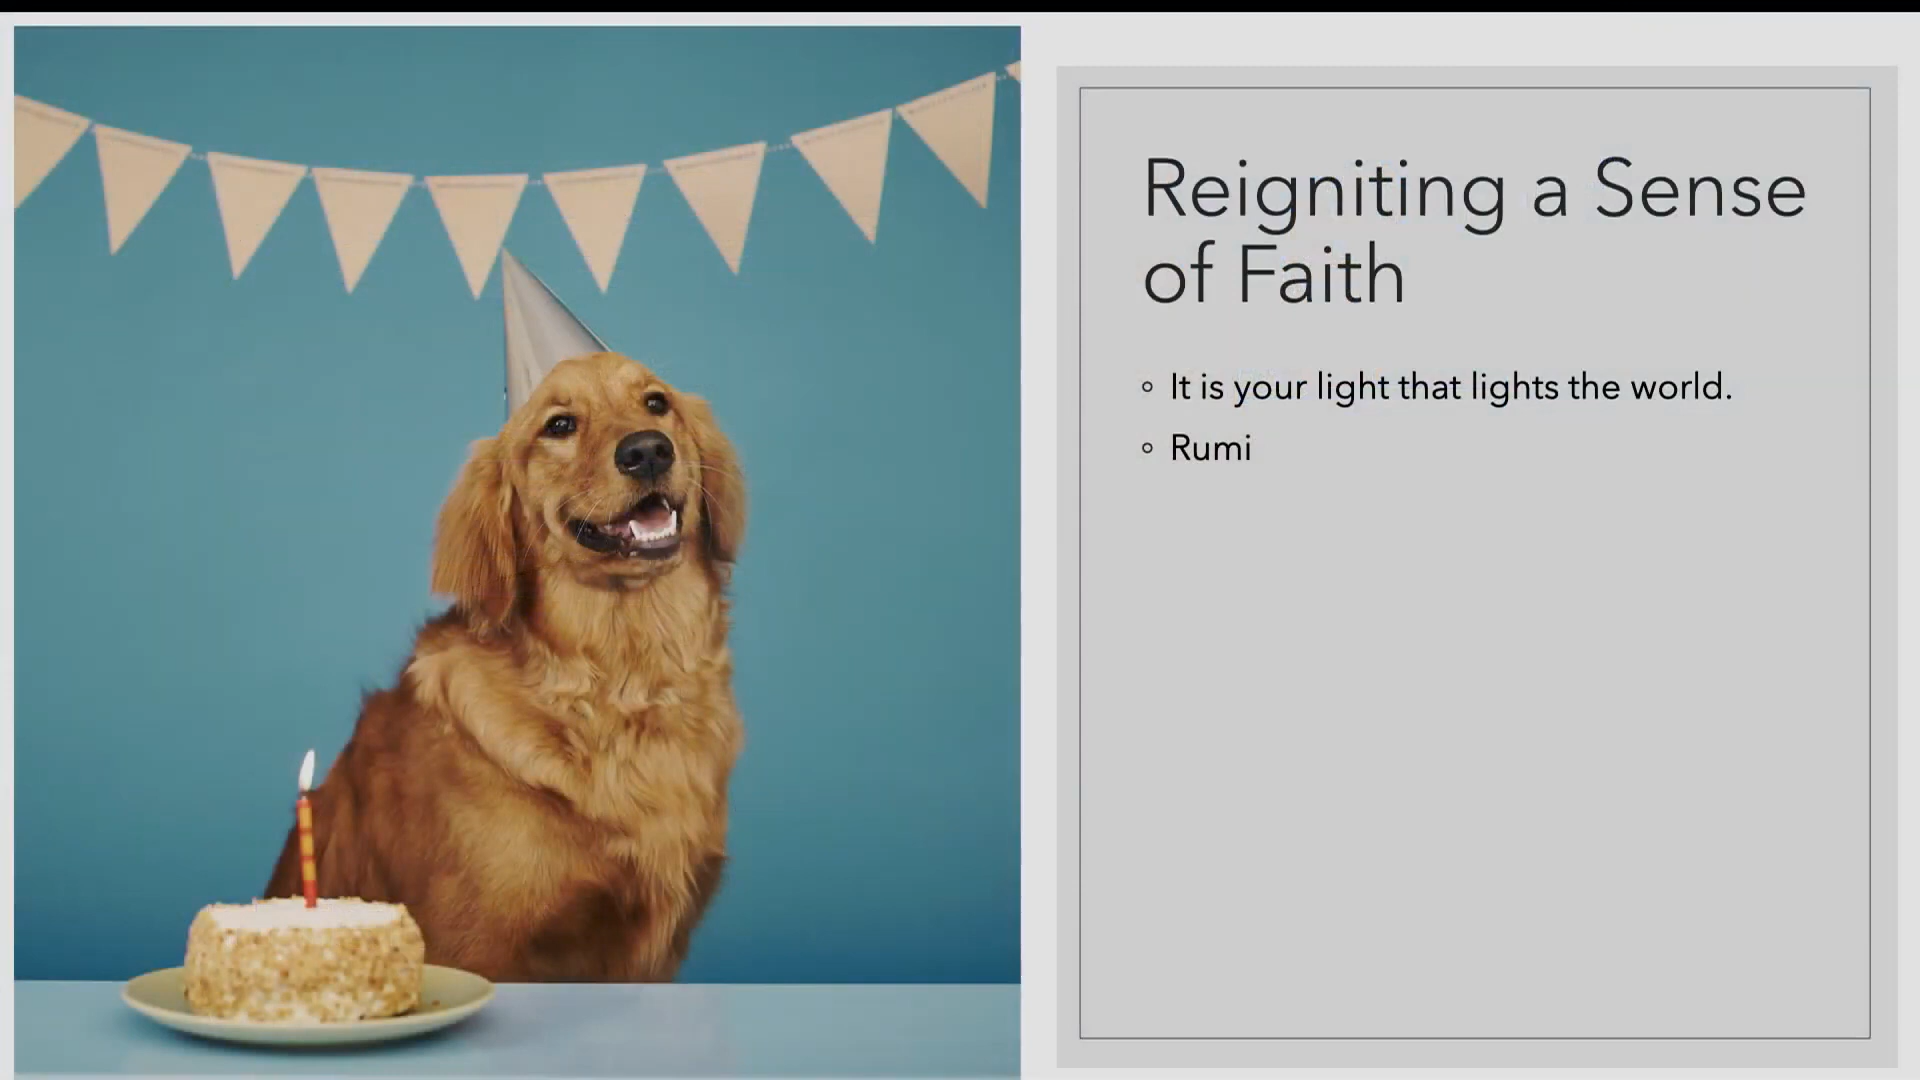 Reigniting a Sense
of Faith
It is your light that lights the world.
Rumi